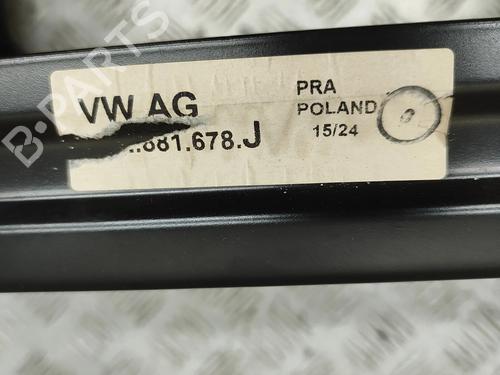 VW AG
.881.678.J
PRA
POLAND
15/24
B-PARTS